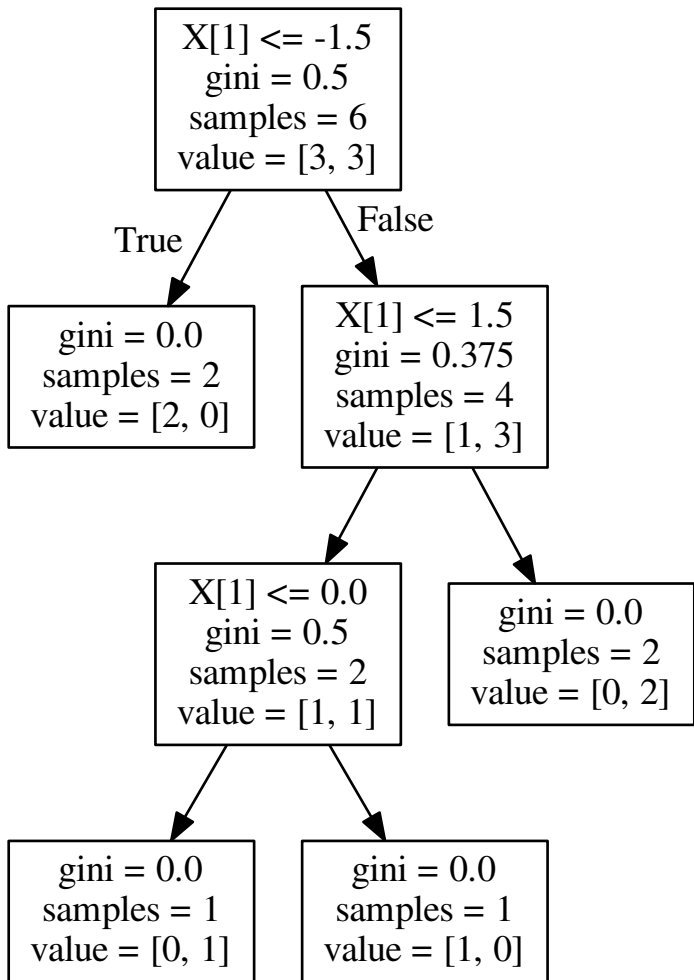 X[1] <= -1.5
gini = 0.5
samples = 6
value = [3, 3]
True
False
gini = 0.0
samples = 2
value = [2, 0]
X[1] <= 1.5
gini = 0.375
samples = 4
value = [1, 3]
X[1] <= 0.0
gini = 0.5
samples = 2
value = [1, 1]
gini = 0.0
samples = 2
value = [0, 2]
gini = 0.0
samples = 1
value = [0, 1]
gini = 0.0
samples = 1
value = [1, 0]